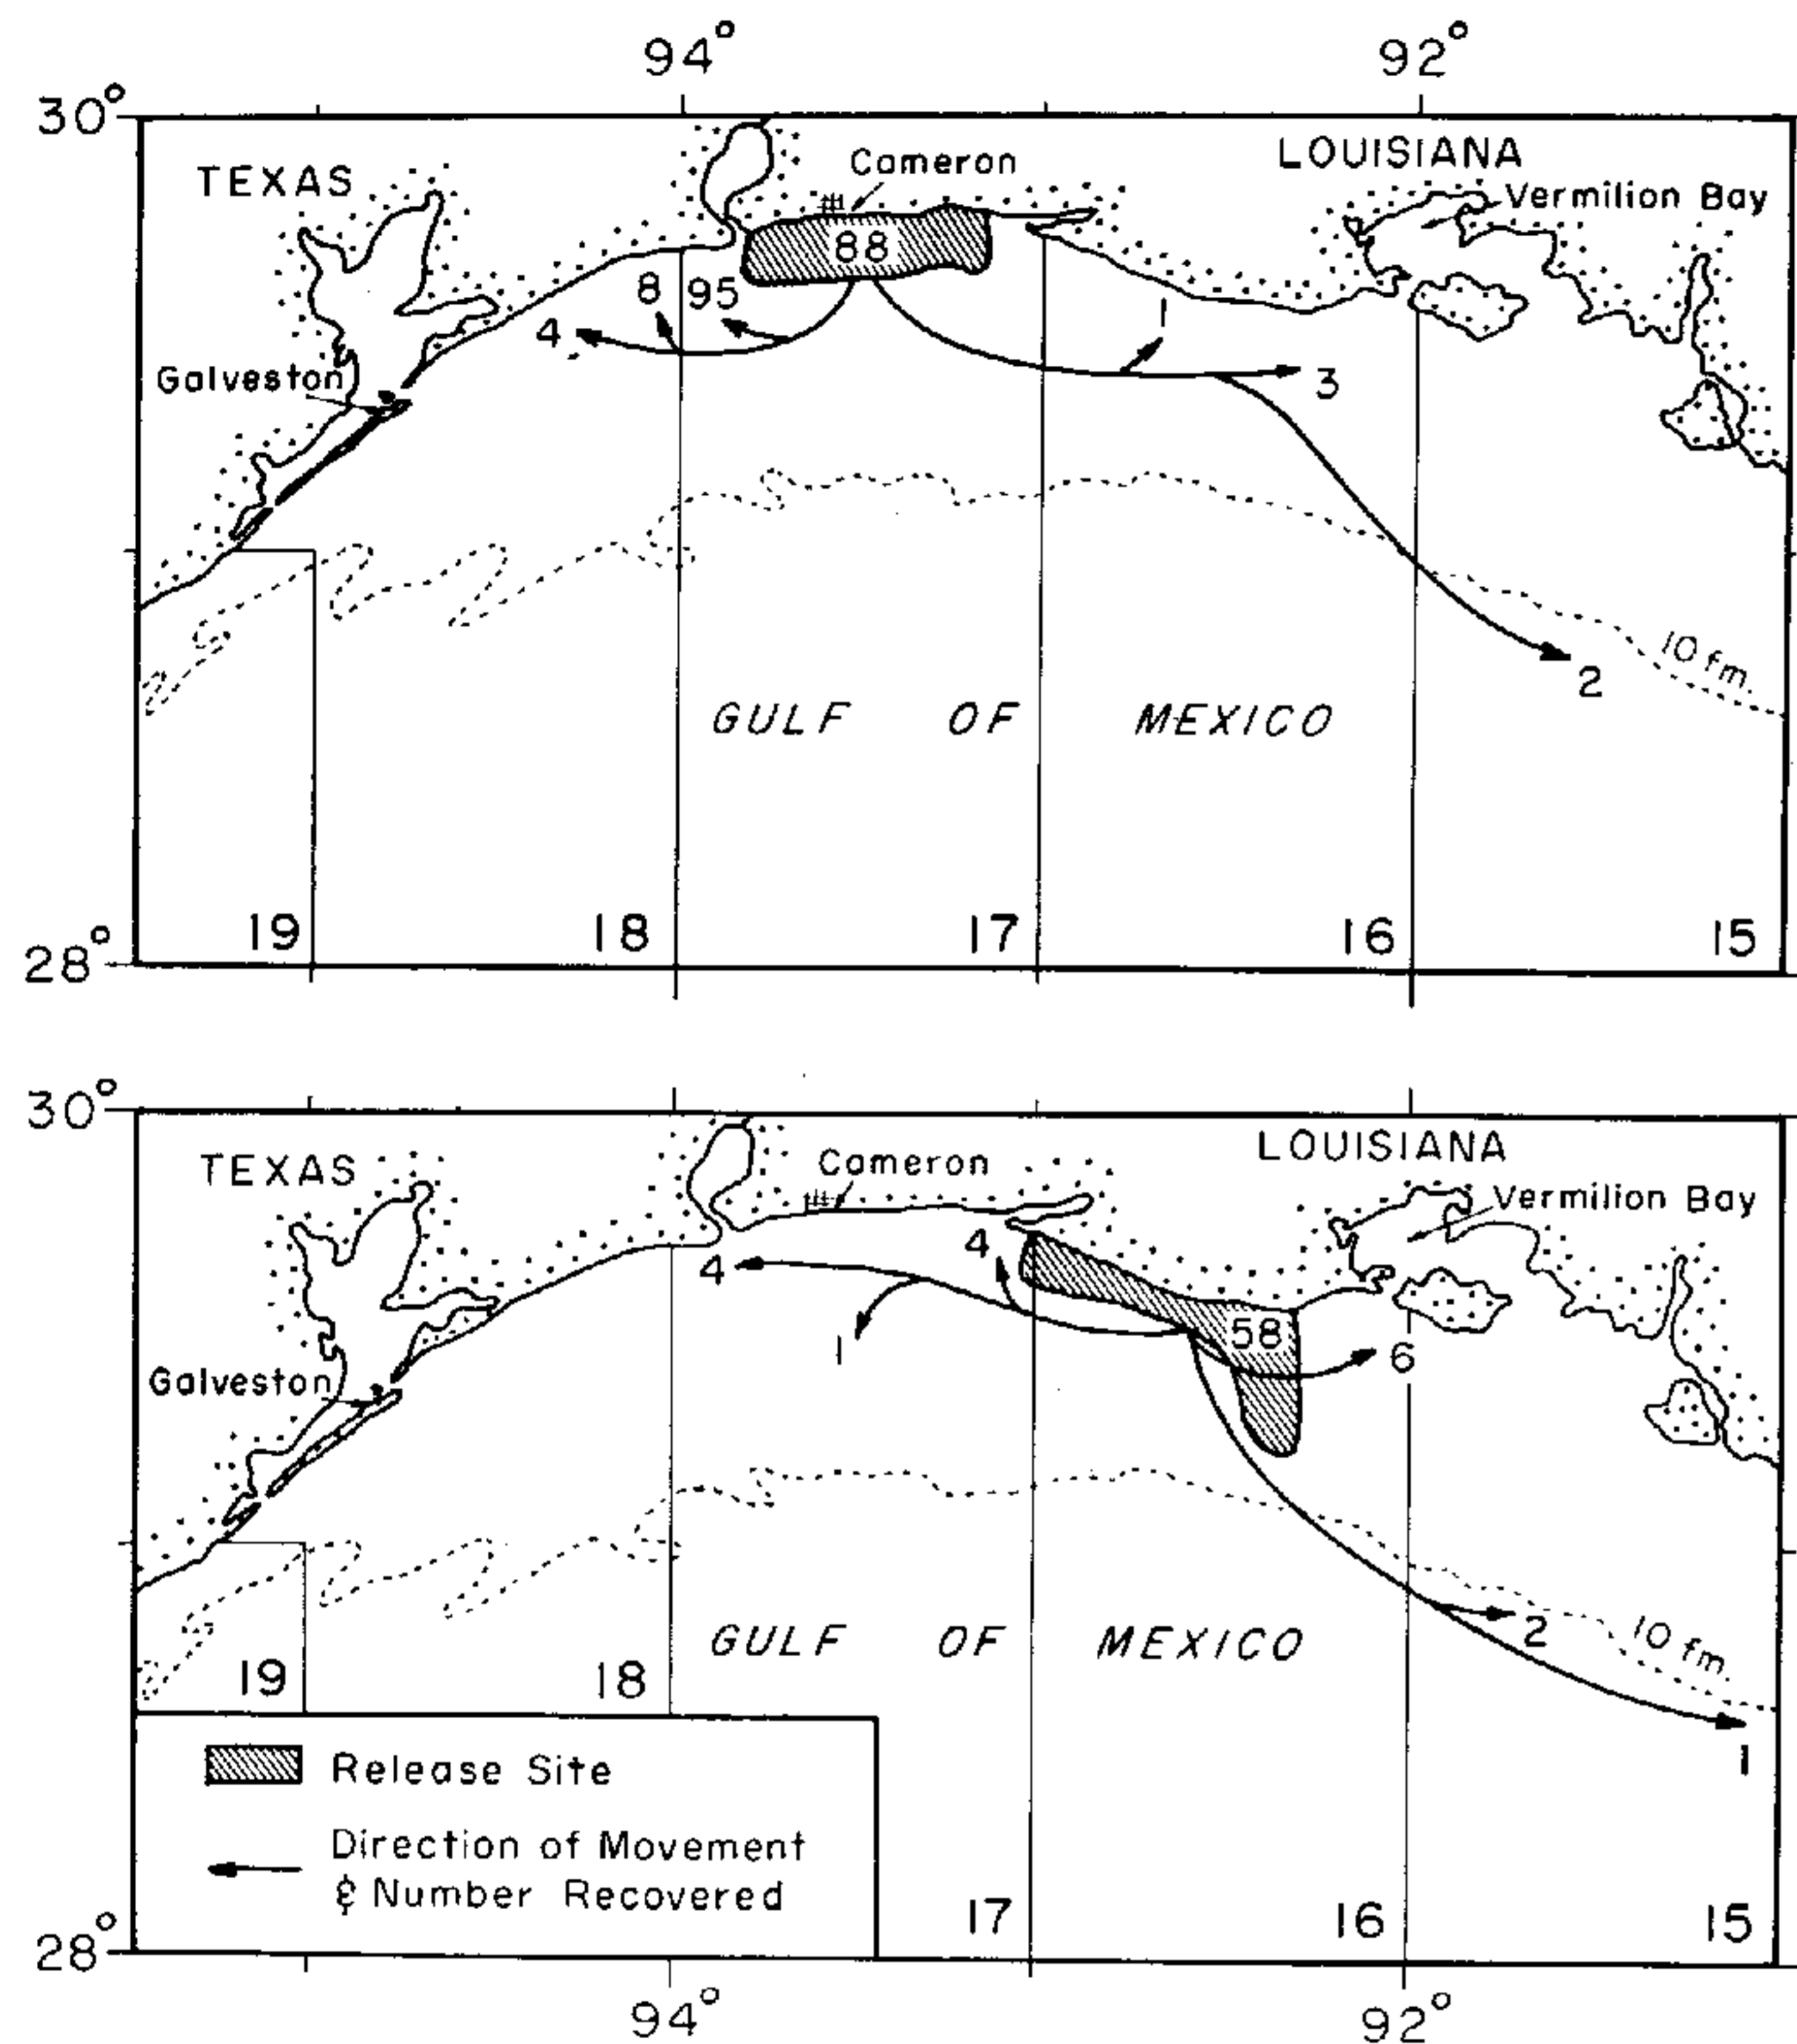 94° 92°
30°
TEXAS
Cameron
LOUISIANA
Vermilion Bay
88
8 95
4
1
3
Galveston
10 fm.
2
GULF OF MEXICO
19 18 17 16 15
28°
30°
TEXAS
Cameron
LOUISIANA
Vermilion Bay
4
4
1
58
6
Galveston
2
10 fm.
GULF OF MEXICO
19 18
1
Release Site
Direction of Movement
& Number Recovered
17 16 15
28°
94° 92°